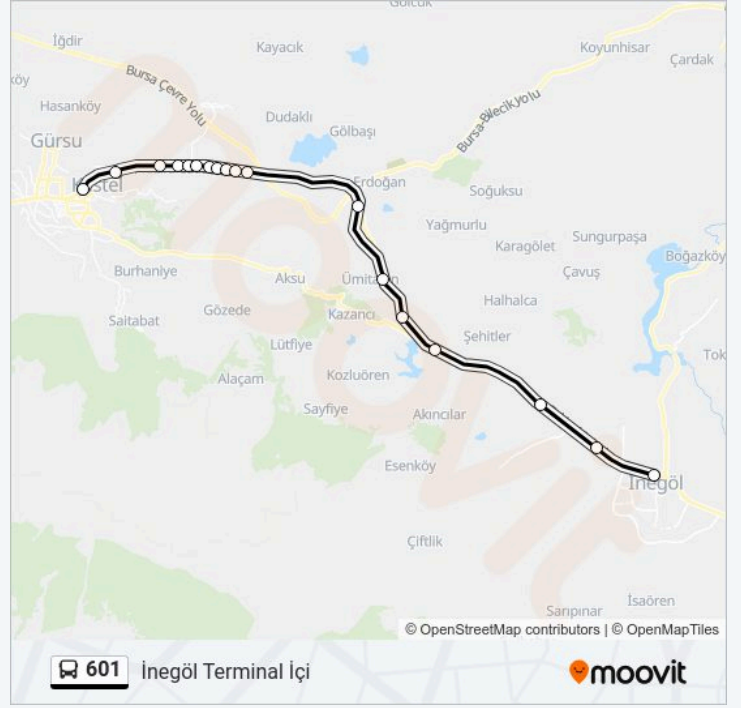 Gölcük
İğdir
Kayacık
Koyunhisar
Çardak
köy
Bursa Çevre Yolu
Hasanköy
Dudaklı
Bursa-Bilecik Yolu
Gölbaşı
Gürsu
Kestel
Erdoğan
Soğuksu
Yağmurlu
Sungurpaşa
Karagölet
Boğazköy
Burhaniye
Aksu
Çavuş
Halhalca
Gözede
Kazancı
Saitabat
Şehitler
Lütfiye
Tok
Alaçam
Kozluören
Sayfiye
Akıncılar
Esenköy
İnegöl
Çiftlik
İsaören
Sarıpınar
© OpenStreetMap contributors | © OpenMapTiles
601 İnegöl Terminal İçi
moovit